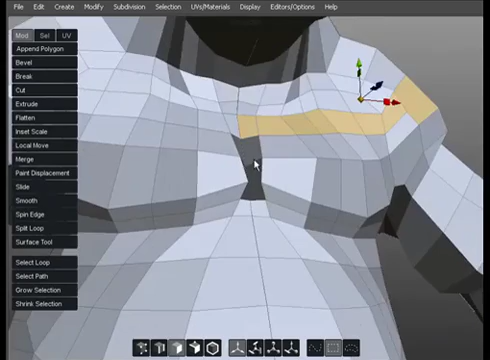 File Edit Create Modify Subdivision Selection UVs/Materials Display Editors/Options Help
Mod Sel UV
Append Polygon
Bevel
Break
Cut
Extrude
Flatten
Inset Scale
Local Move
Merge
Paint Displacement
Slide
Smooth
Spin Edge
Split Loop
Surface Tool
Select Loop
Select Path
Grow Selection
Shrink Selection